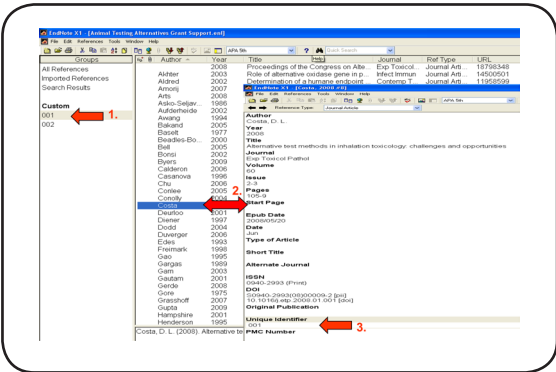 EndNote X1 - [Animal Testing Alternatives Grant Support.enl]
File Edit References Tools Window Help
APA 5th
Quick Search
Groups
Author Year Title Help Journal Ref Type URL
All References
Imported References
Search Results
Custom
001
002
1.
2008 Proceedings of the Congress on Alte... Exp Toxicol... Journal Arti... 18798348
Akhter 2003 Role of alternative oxidase gene in p... Infect Immun Journal Arti... 14500501
Aldred 2002 Determination of a humane endpoint Contemp T... Journal Arti... 11958599
Amorij 2007
Arts 2008
Asko-Seljav... 1986
Aufderheide 2002
Awang 1994
Bakand 2005
Baselt 1977
Beadles-Bo... 2000
Bell 2005
Bonsi 2002
Byers 2009
Calderon 2006
Casanova 1996
Chu 2006
Conlee 2005
Conolly 2004
Costa
Deurloo 2001
Diener 1997
Dodd 2004
Duverger 2006
Edes 1993
Freimark 1998
Gao 1995
Gargas 1989
Garn 2003
Gautam 2001
Gerde 2008
Gore 1975
Grasshoff 2007
Gupta 2009
Hampshire 2001
Henderson 1995
Costa, D. L. (2008). Alternative te
2.
EndNote X1 - [Costa, 2008 #8]
File Edit References Tools Window Help
APA 5th
Reference Type: Journal Article
Author
Costa, D. L.
Year
2008
Title
Alternative test methods in inhalation toxicology: challenges and opportunities
Journal
Exp Toxicol Pathol
Volume
60
Issue
2-3
Pages
105-9
Start Page
Epub Date
2008/05/20
Date
Jun
Type of Article
Short Title
Alternate Journal
ISSN
0940-2993 (Print)
DOI
S0940-2993(08)00009-2 [pii]
10.1016/j.etp.2008.01.001 [doi]
Original Publication
Unique Identifier
001
3.
PMC Number